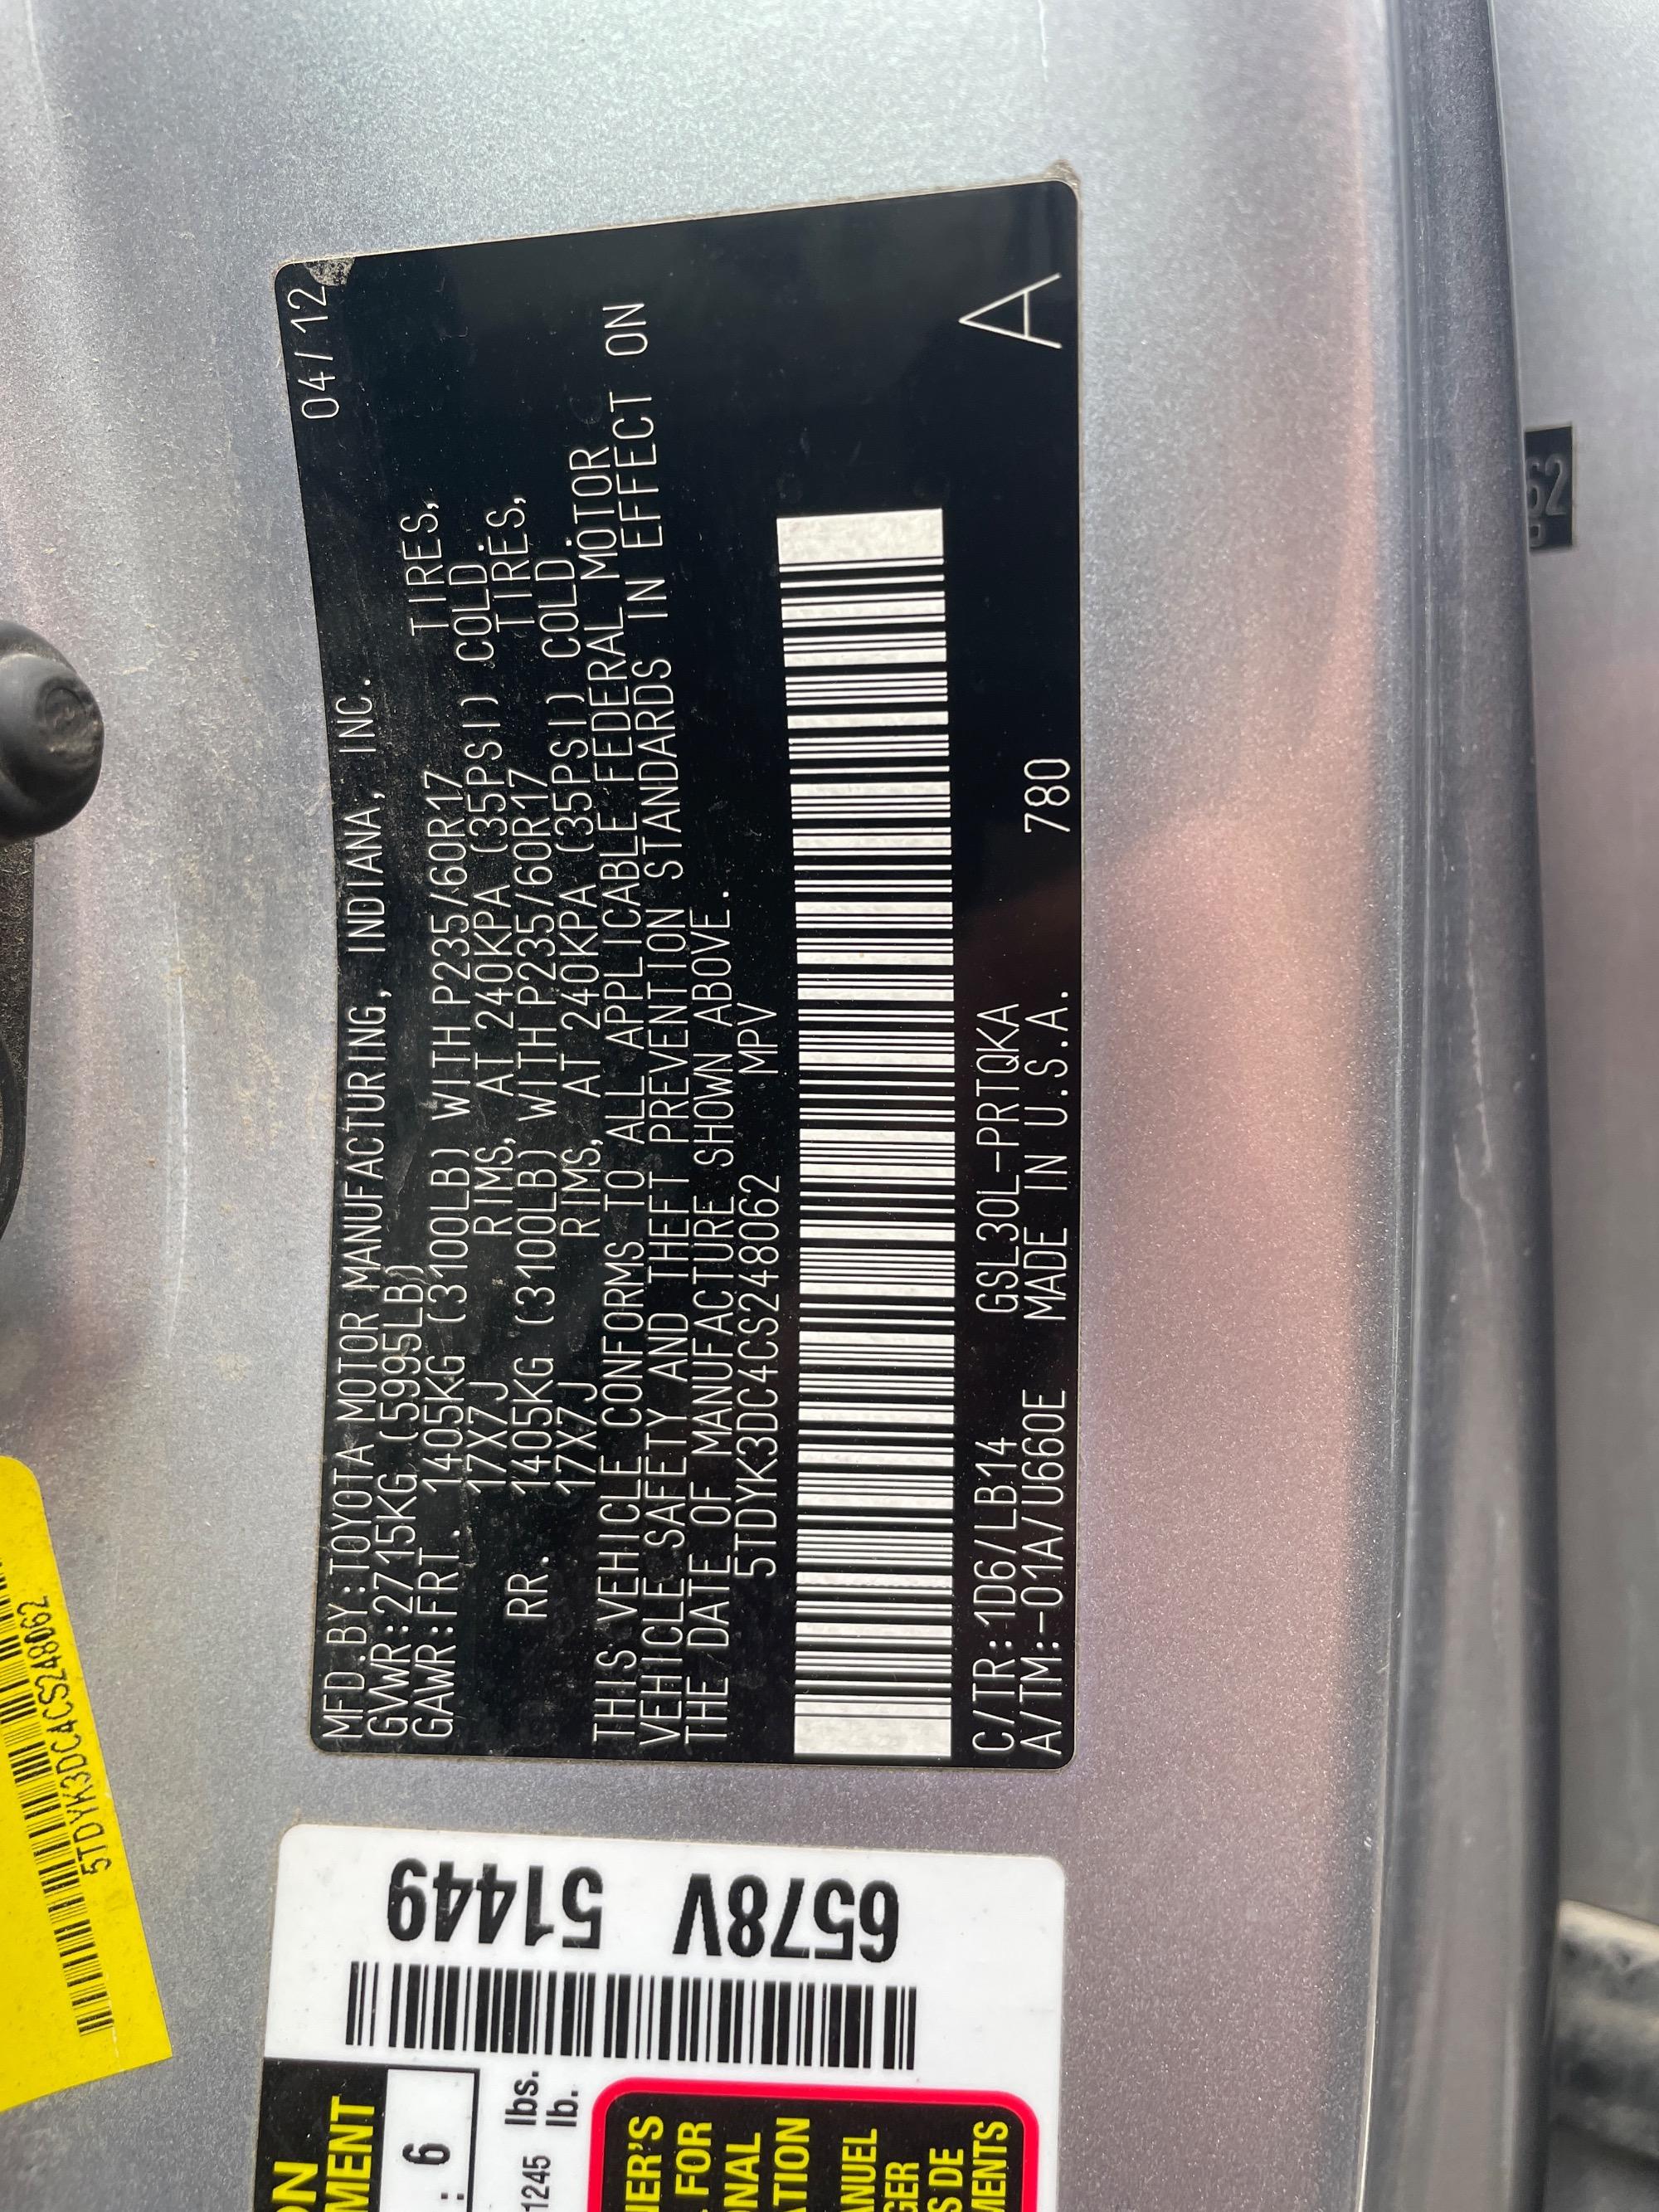 04/12
MFD.BY:TOYOTA MOTOR MANUFACTURING, INDIANA, INC.
GVWR:2715KG(5995LB)
GAWR:FRT. 1405KG (3100LB) WITH P235/60R17 TIRES,
17X7J RIMS, AT 240KPA (35PSI) COLD.
RR. 1405KG (3100LB) WITH P235/60R17 TIRES,
17X7J RIMS, AT 240KPA (35PSI) COLD.
THIS VEHICLE CONFORMS TO ALL APPLICABLE FEDERAL MOTOR
VEHICLE SAFETY AND THEFT PREVENTION STANDARDS IN EFFECT ON
THE DATE OF MANUFACTURE SHOWN ABOVE.
5TDYK3DC4CS248062 MPV
C/TR:1D6/LB14 GSL30L-PRTQKA
A/TM:-01A/U660E MADE IN U.S.A. 780
A
5TDYK3DC4CS248062
6578V 51449
: 6
1245 lbs.
lb.
62